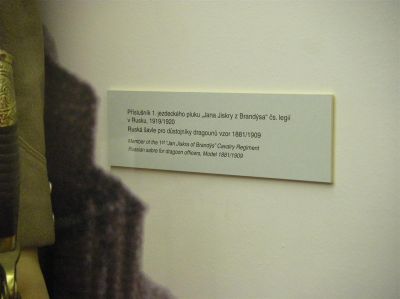 Příslušník 1. jezdeckého pluku „Jana Jiskry z Brandýsa" čs. legií
v Rusku, 1919/1920
Ruská šavle pro důstojníky dragounů vzor 1881/1909
Member of the 1st "Jan Jiskra of Brandýs" Cavalry Regiment
Russian sabre for dragoon officers, Model 1881/1909